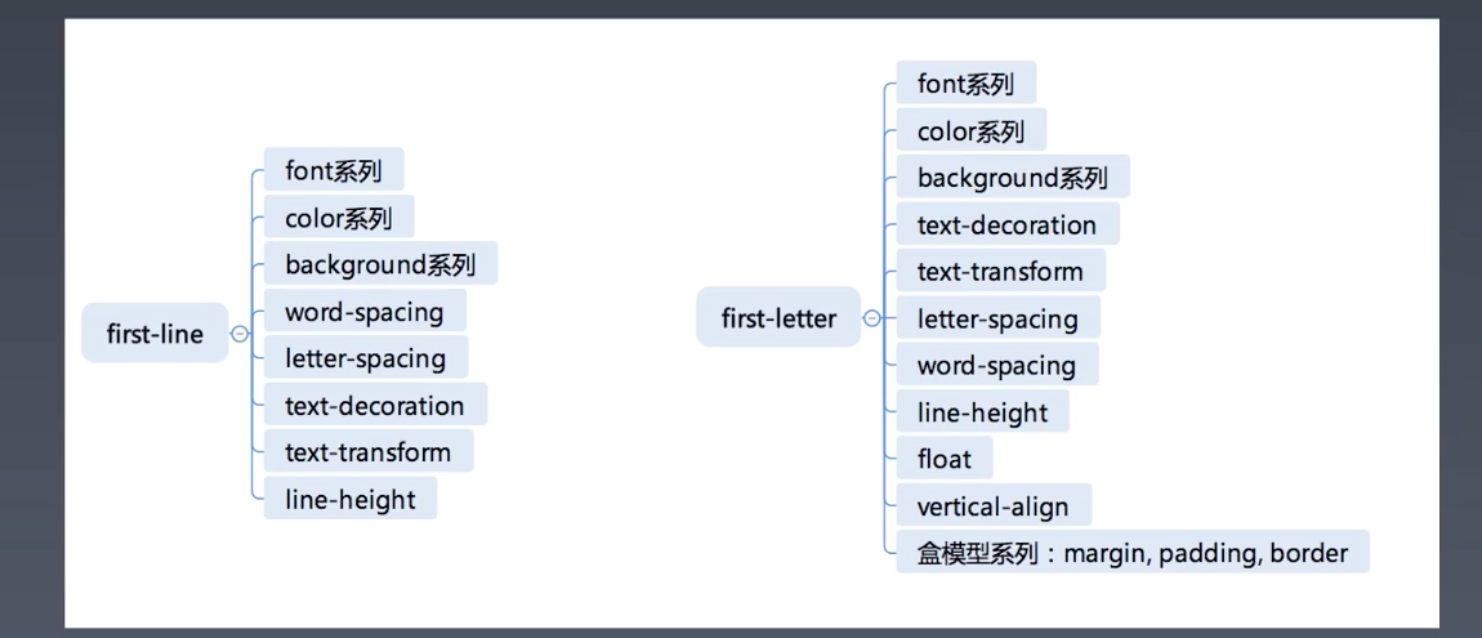 first-line
font系列
color系列
background系列
word-spacing
letter-spacing
text-decoration
text-transform
line-height
first-letter
font系列
color系列
background系列
text-decoration
text-transform
letter-spacing
word-spacing
line-height
float
vertical-align
盒模型系列：margin, padding, border